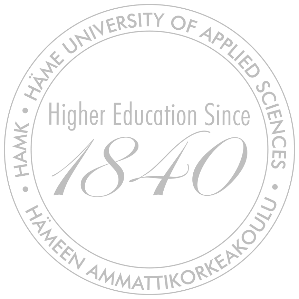 HAMK • HÄME UNIVERSITY OF APPLIED SCIENCES •
Higher Education Since
1840
HÄMEEN AMMATTIKORKEAKOULU •